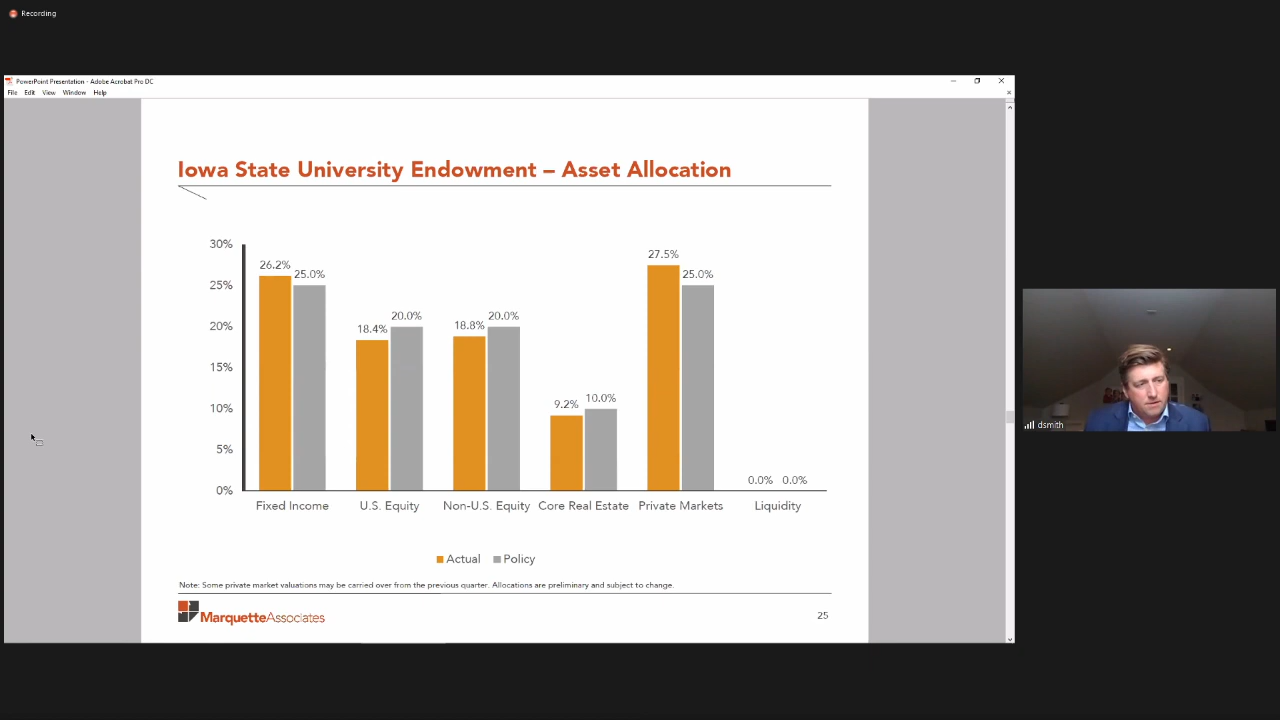 Recording
PowerPoint Presentation - Adobe Acrobat Pro DC
File Edit View Window Help
Iowa State University Endowment – Asset Allocation
30%
25%
20%
15%
10%
5%
0%
26.2% 25.0%
18.4% 20.0%
18.8% 20.0%
9.2% 10.0%
27.5% 25.0%
0.0% 0.0%
Fixed Income U.S. Equity Non-U.S. Equity Core Real Estate Private Markets Liquidity
Actual Policy
Note: Some private market valuations may be carried over from the previous quarter. Allocations are preliminary and subject to change.
MarquetteAssociates
25
dsmith